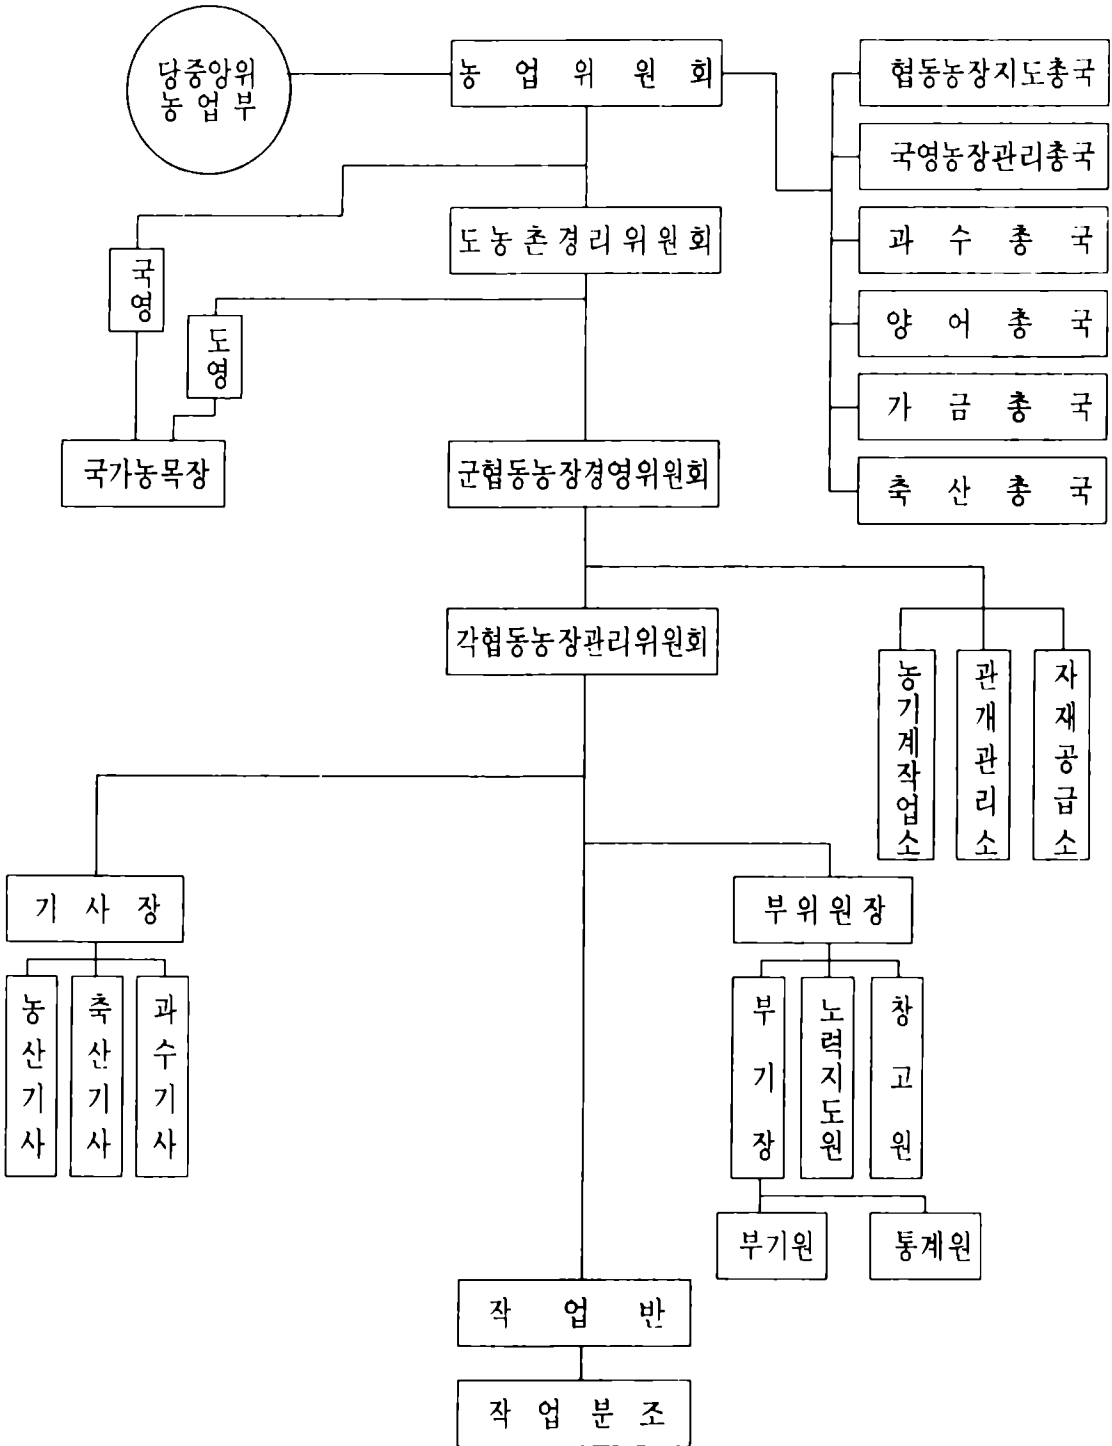 당중앙위
농업부
농업위원회
협동농장지도총국
국영농장관리총국
도농촌경리위원회
과수총국
국영
양어총국
도영
가금총국
국가농목장
군협동농장경영위원회
축산총국
각협동농장관리위원회
농기계작업소
관개관리소
자재공급소
기사장
부위원장
농산기사
축산기사
과수기사
부기장
노력지도원
창고원
부기원
통계원
작업반
작업분조